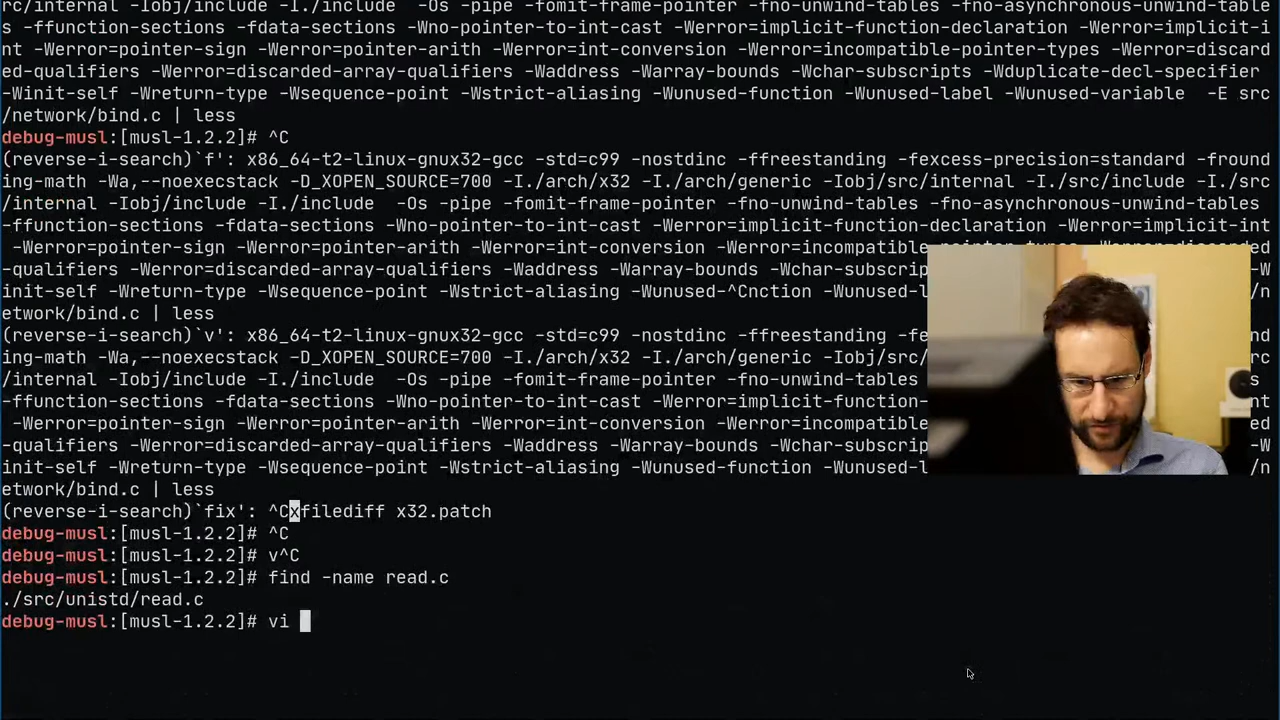 rc/internal -Iobj/include -I./include  -Os -pipe -fomit-frame-pointer -fno-unwind-tables -fno-asynchronous-unwind-table
s -ffunction-sections -fdata-sections -Wno-pointer-to-int-cast -Werror=implicit-function-declaration -Werror=implicit-i
nt -Werror=pointer-sign -Werror=pointer-arith -Werror=int-conversion -Werror=incompatible-pointer-types -Werror=discard
ed-qualifiers -Werror=discarded-array-qualifiers -Waddress -Warray-bounds -Wchar-subscripts -Wduplicate-decl-specifier
-Winit-self -Wreturn-type -Wsequence-point -Wstrict-aliasing -Wunused-function -Wunused-label -Wunused-variable  -E src
/network/bind.c | less
debug-musl:[musl-1.2.2]# ^C
(reverse-i-search)`f': x86_64-t2-linux-gnux32-gcc -std=c99 -nostdinc -ffreestanding -fexcess-precision=standard -fround
ing-math -Wa,--noexecstack -D_XOPEN_SOURCE=700 -I./arch/x32 -I./arch/generic -Iobj/src/internal -I./src/include -I./src
/internal -Iobj/include -I./include  -Os -pipe -fomit-frame-pointer -fno-unwind-tables -fno-asynchronous-unwind-tables
-ffunction-sections -fdata-sections -Wno-pointer-to-int-cast -Werror=implicit-function-declaration -Werror=implicit-int
-Werror=pointer-sign -Werror=pointer-arith -Werror=int-conversion -Werror=incompatible
-qualifiers -Werror=discarded-array-qualifiers -Waddress -Warray-bounds -Wchar-subscrip -W
init-self -Wreturn-type -Wsequence-point -Wstrict-aliasing -Wunused-^Cnction -Wunused-l /n
etwork/bind.c | less
(reverse-i-search)`v': x86_64-t2-linux-gnux32-gcc -std=c99 -nostdinc -ffreestanding -fe nd
ing-math -Wa,--noexecstack -D_XOPEN_SOURCE=700 -I./arch/x32 -I./arch/generic -Iobj/src/ rc
/internal -Iobj/include -I./include  -Os -pipe -fomit-frame-pointer -fno-unwind-tables
-ffunction-sections -fdata-sections -Wno-pointer-to-int-cast -Werror=implicit-function- nt
-Werror=pointer-sign -Werror=pointer-arith -Werror=int-conversion -Werror=incompatible ed
-qualifiers -Werror=discarded-array-qualifiers -Waddress -Warray-bounds -Wchar-subscrip -W
init-self -Wreturn-type -Wsequence-point -Wstrict-aliasing -Wunused-function -Wunused-l /n
etwork/bind.c | less
(reverse-i-search)`fix': ^Cxfilediff x32.patch
debug-musl:[musl-1.2.2]# ^C
debug-musl:[musl-1.2.2]# v^C
debug-musl:[musl-1.2.2]# find -name read.c
./src/unistd/read.c
debug-musl:[musl-1.2.2]# vi